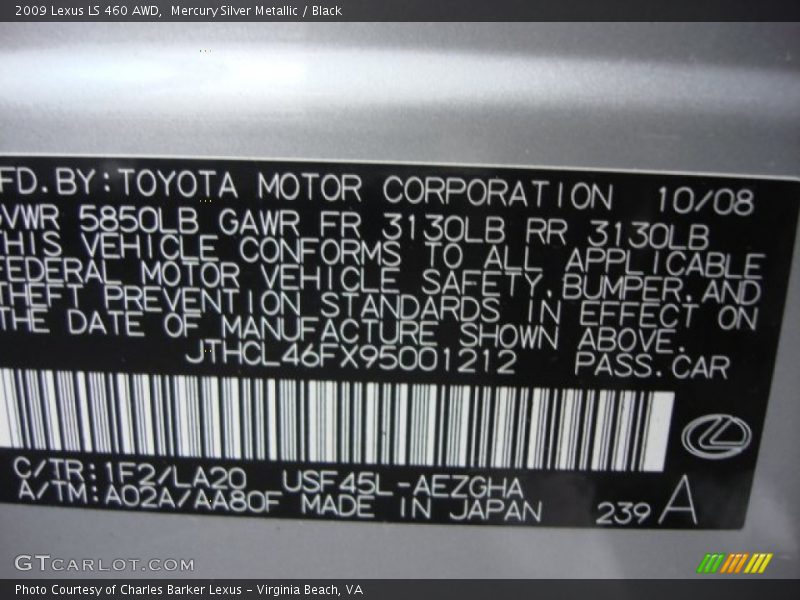 2009 Lexus LS 460 AWD,  Mercury Silver Metallic / Black
FD.BY:TOYOTA MOTOR CORPORATION 10/08
VWR 5850LB GAWR FR 3130LB RR 3130LB
THIS VEHICLE CONFORMS TO ALL APPLICABLE
FEDERAL MOTOR VEHICLE SAFETY,BUMPER,AND
THEFT PREVENTION STANDARDS IN EFFECT ON
THE DATE OF MANUFACTURE SHOWN ABOVE.
JTHCL46FX95001212 PASS.CAR
C/TR:1F2/LA20 USF45L-AEZGHA
A/TM:A02A/AA80F MADE IN JAPAN 239 A
GTCARLOT.COM
Photo Courtesy of Charles Barker Lexus - Virginia Beach, VA